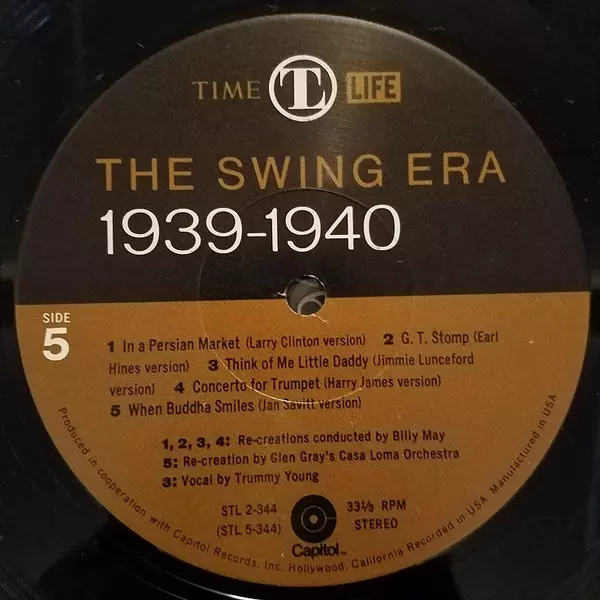 TIME TL LIFE
THE SWING ERA
1939-1940
SIDE
5
1 In a Persian Market (Larry Clinton version) 2 G. T. Stomp (Earl
Hines version) 3 Think of Me Little Daddy (Jimmie Lunceford
version) 4 Concerto for Trumpet (Harry James version)
5 When Buddha Smiles (Jan Savitt version)
1, 2, 3, 4: Re-creations conducted by Billy May
5: Re-creation by Glen Gray's Casa Loma Orchestra
3: Vocal by Trummy Young
STL 2-344
(STL 5-344)
33⅓ RPM
STEREO
Capitol™
Produced in cooperation with Capitol Records, Inc. Hollywood, California Recorded in USA Manufactured in USA